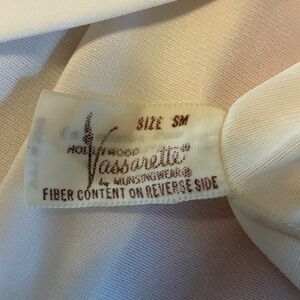 SIZE SM
HOLLYWOOD
Vassarette®
by MUNSINGWEAR®
FIBER CONTENT ON REVERSE SIDE